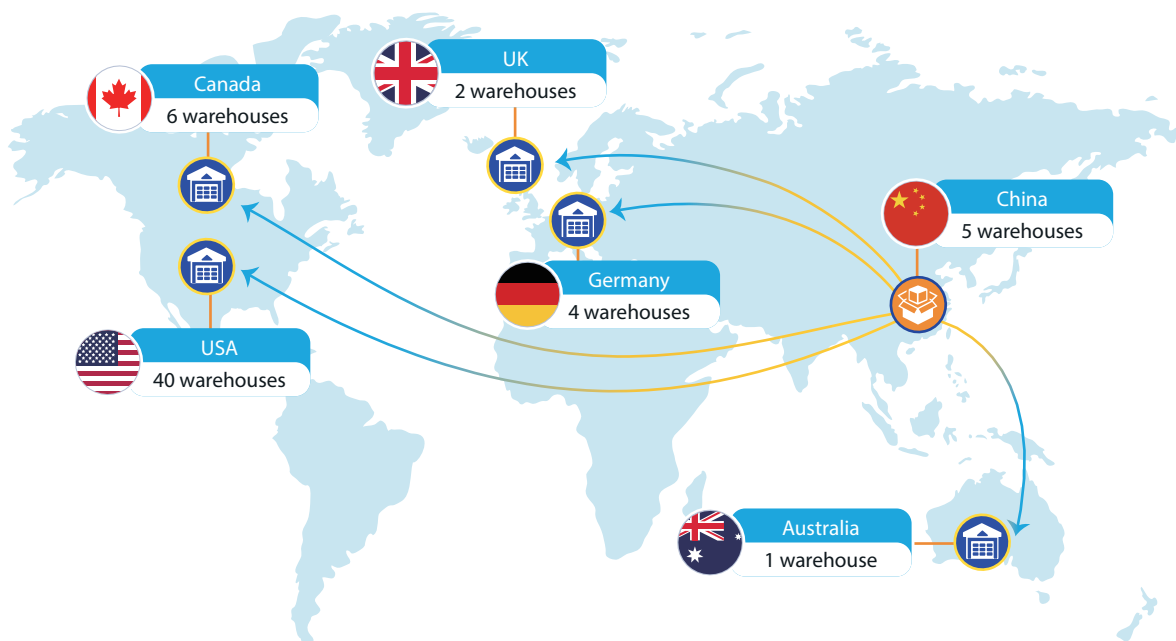 UK
2 warehouses
Canada
6 warehouses
China
5 warehouses
Germany
4 warehouses
USA
40 warehouses
Australia
1 warehouse